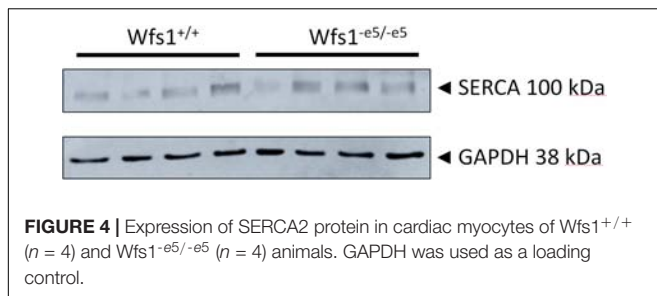 Wfs1+/+ Wfs1-e5/-e5
◄ SERCA 100 kDa
◄ GAPDH 38 kDa
FIGURE 4 | Expression of SERCA2 protein in cardiac myocytes of Wfs1+/+
(n = 4) and Wfs1-e5/-e5 (n = 4) animals. GAPDH was used as a loading
control.